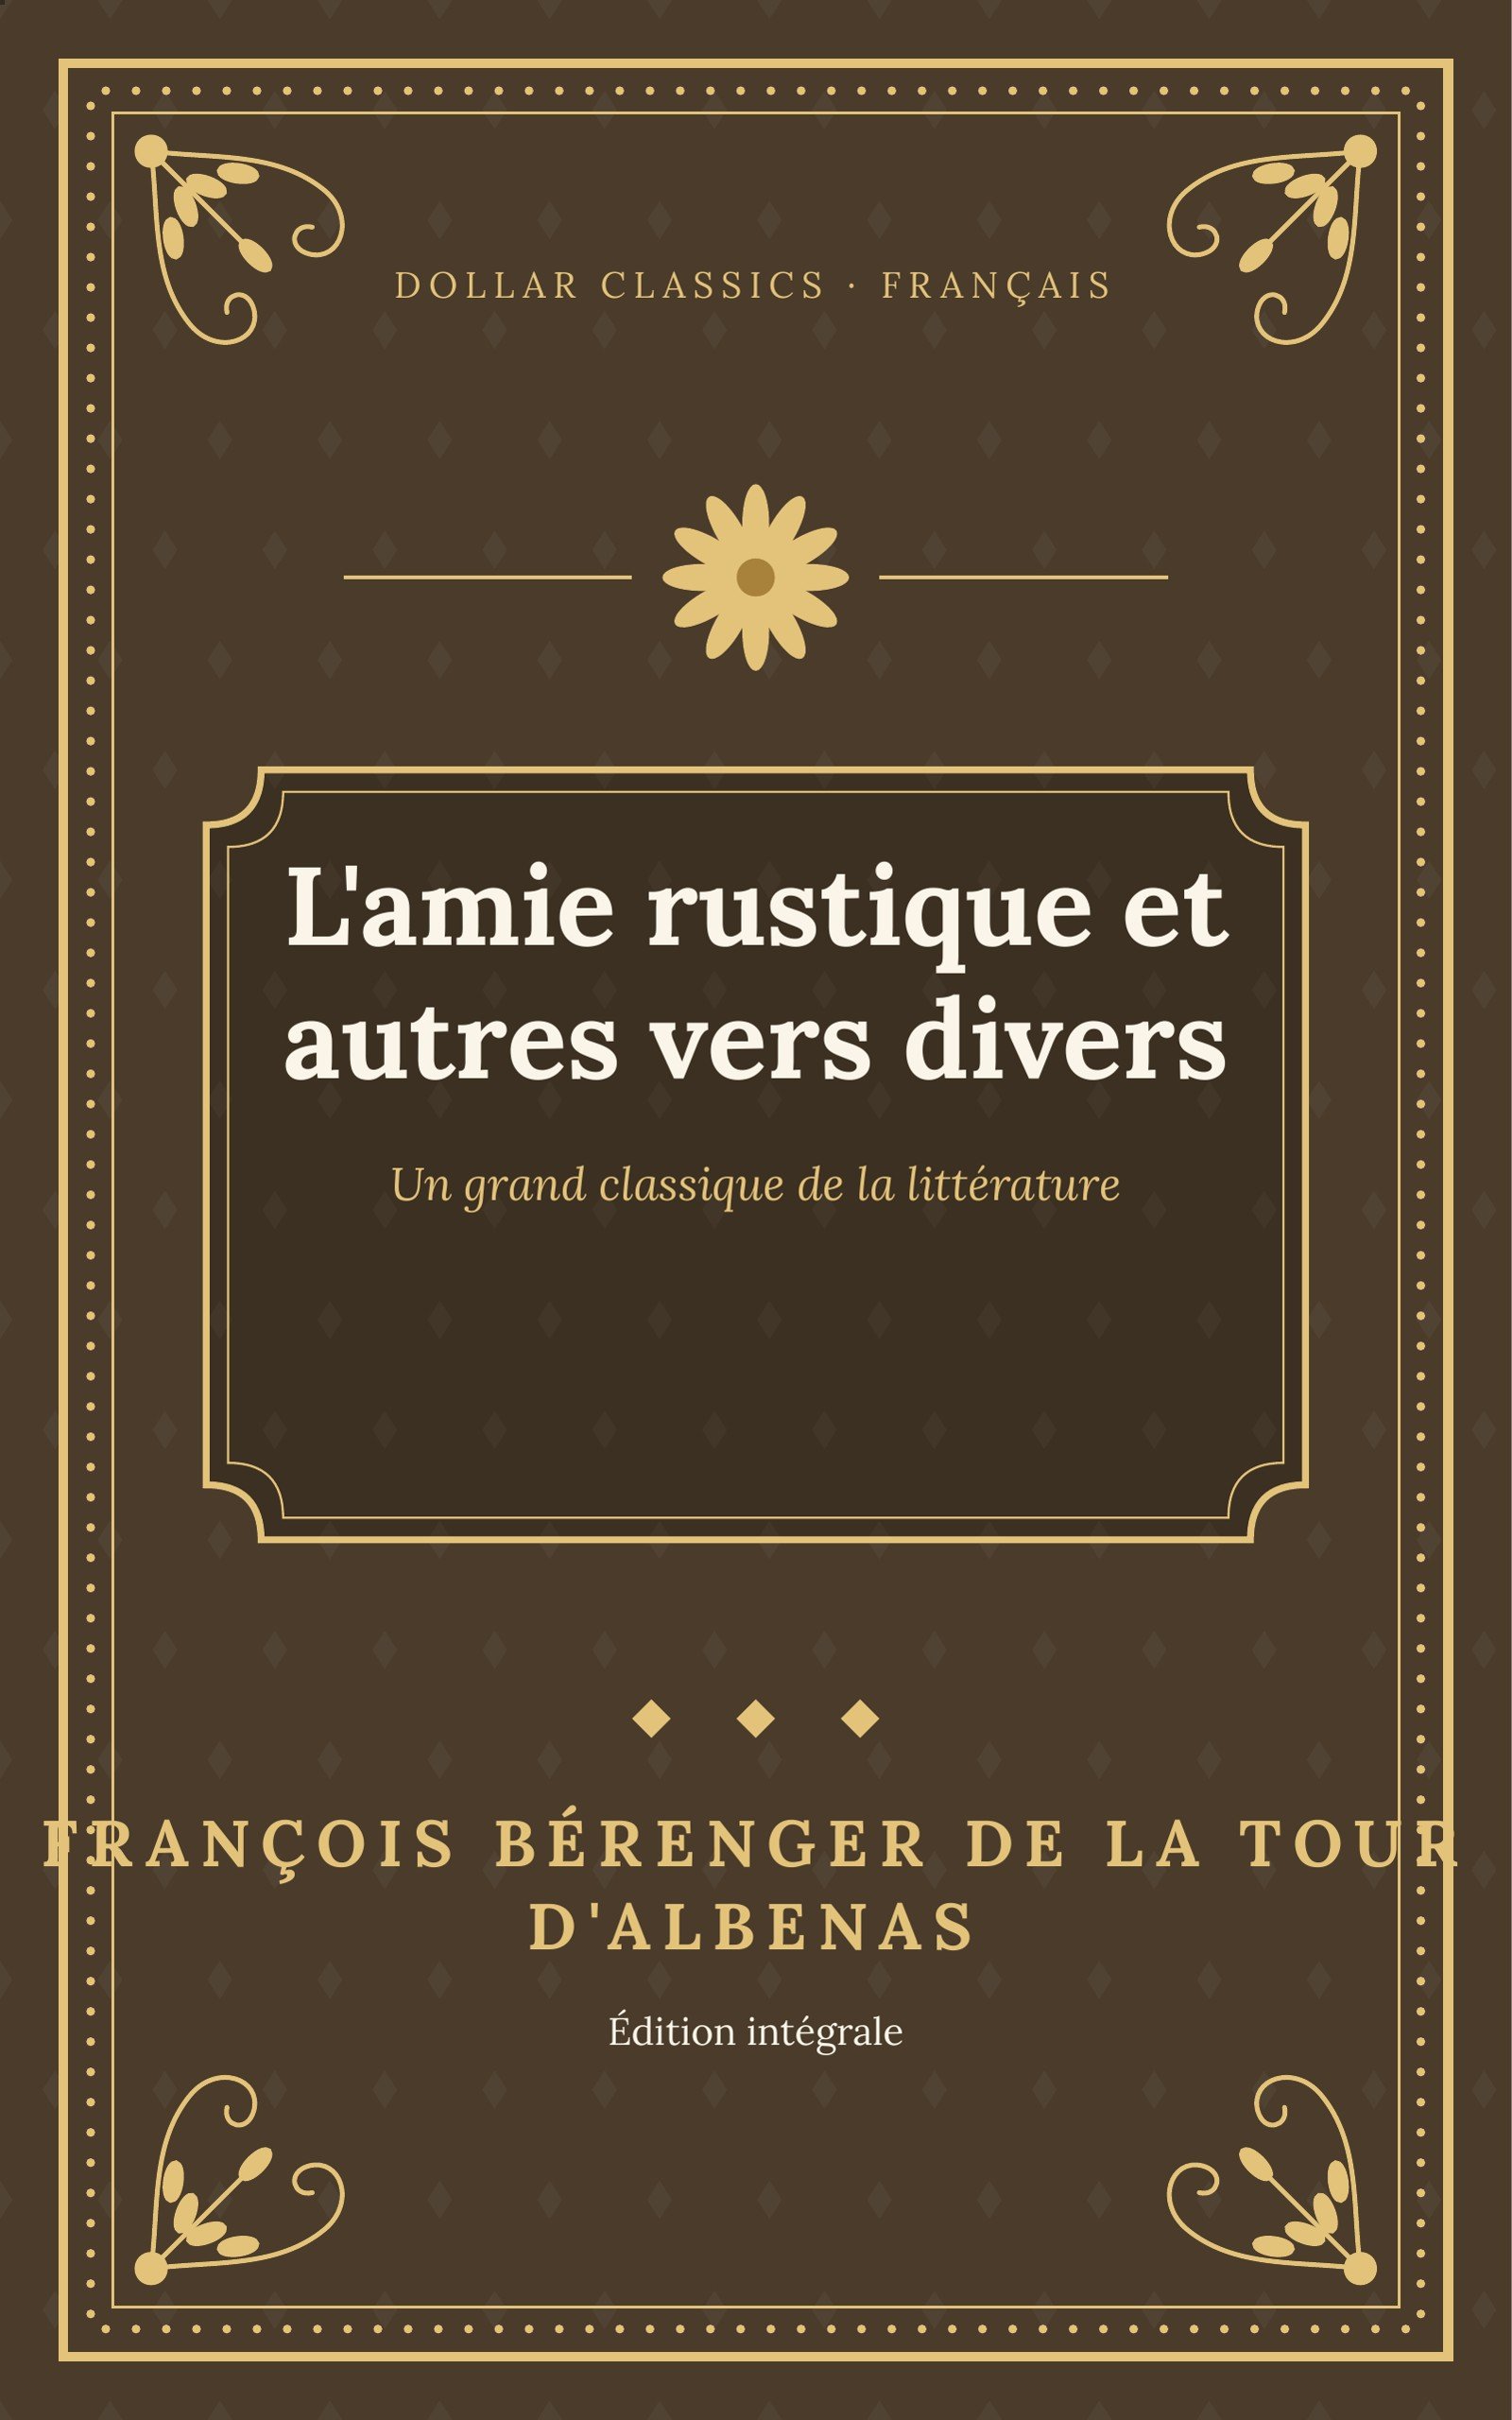 DOLLAR CLASSICS · FRANÇAIS
L'amie rustique et
autres vers divers
Un grand classique de la littérature
FRANÇOIS BÉRENGER DE LA TOUR
D'ALBENAS
Édition intégrale